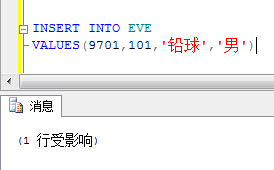 INSERT INTO EVE
VALUES(9701,101,'铅球','男')
消息
(1 行受影响)